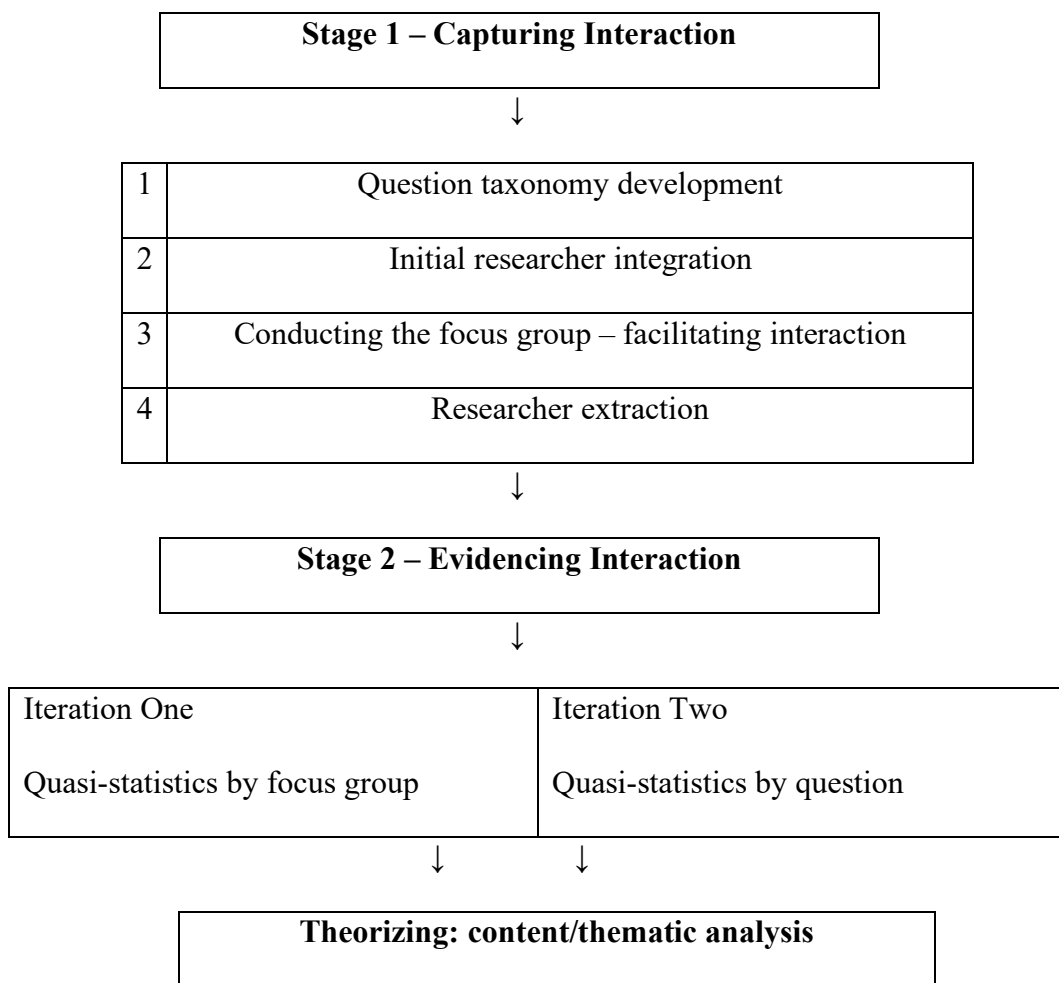 Stage 1 – Capturing Interaction
↓
1 Question taxonomy development
2 Initial researcher integration
3 Conducting the focus group – facilitating interaction
4 Researcher extraction
↓
Stage 2 – Evidencing Interaction
↓
Iteration One
Quasi-statistics by focus group
Iteration Two
Quasi-statistics by question
↓ ↓
Theorizing: content/thematic analysis